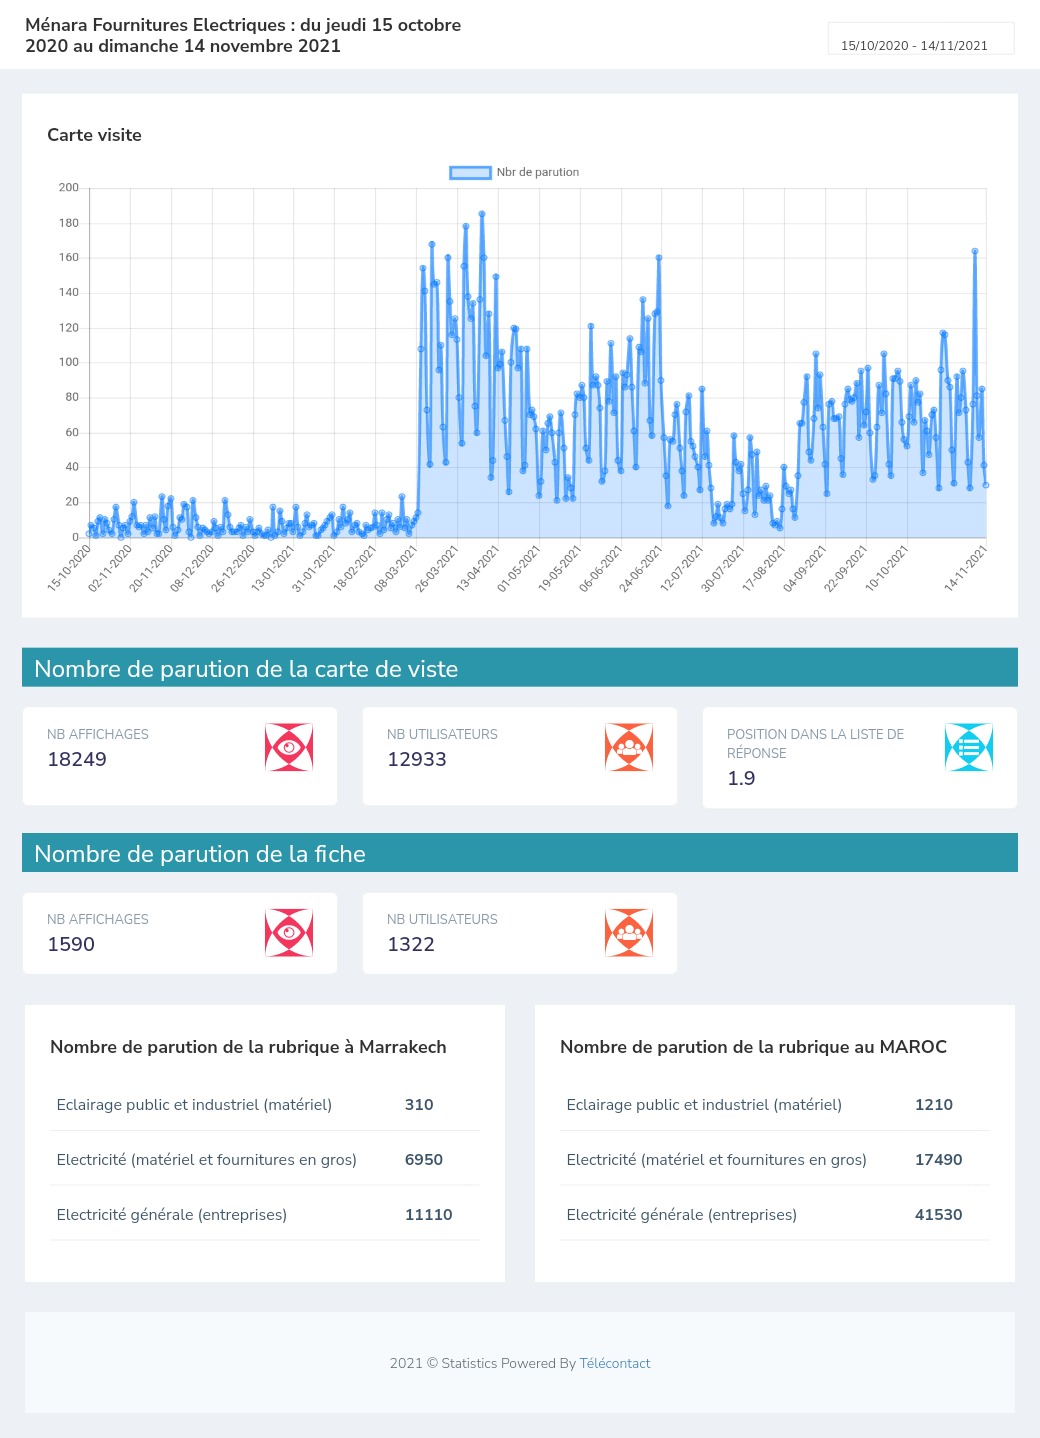 Ménara Fournitures Electriques : du jeudi 15 octobre
2020 au dimanche 14 novembre 2021
15/10/2020 - 14/11/2021
Carte visite
Nbr de parution
200
180
160
140
120
100
80
60
40
20
0
15-10-2020
02-11-2020
20-11-2020
08-12-2020
26-12-2020
13-01-2021
31-01-2021
18-02-2021
08-03-2021
26-03-2021
13-04-2021
01-05-2021
19-05-2021
06-06-2021
24-06-2021
12-07-2021
30-07-2021
17-08-2021
04-09-2021
22-09-2021
10-10-2021
14-11-2021
Nombre de parution de la carte de viste
NB AFFICHAGES
18249
NB UTILISATEURS
12933
POSITION DANS LA LISTE DE
RÉPONSE
1.9
Nombre de parution de la fiche
NB AFFICHAGES
1590
NB UTILISATEURS
1322
Nombre de parution de la rubrique à Marrakech
Eclairage public et industriel (matériel) 310
Electricité (matériel et fournitures en gros) 6950
Electricité générale (entreprises) 11110
Nombre de parution de la rubrique au MAROC
Eclairage public et industriel (matériel) 1210
Electricité (matériel et fournitures en gros) 17490
Electricité générale (entreprises) 41530
2021 © Statistics Powered By Télécontact